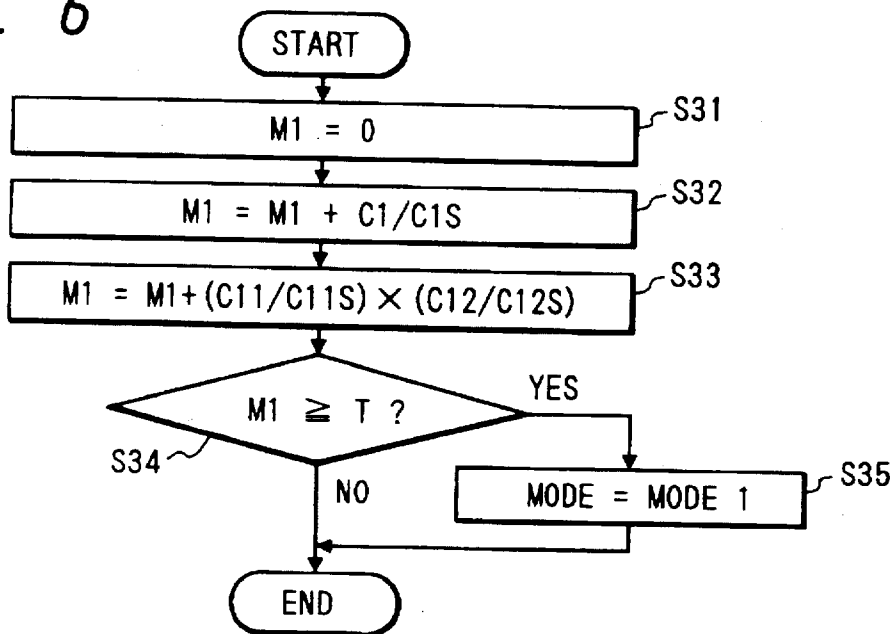 6
START
M1 = 0
S31
M1 = M1 + C1/C1S
S32
M1 = M1+(C11/C11S) × (C12/C12S)
S33
M1 ≧ T ?
YES
S34
NO
MODE = MODE 1
S35
END